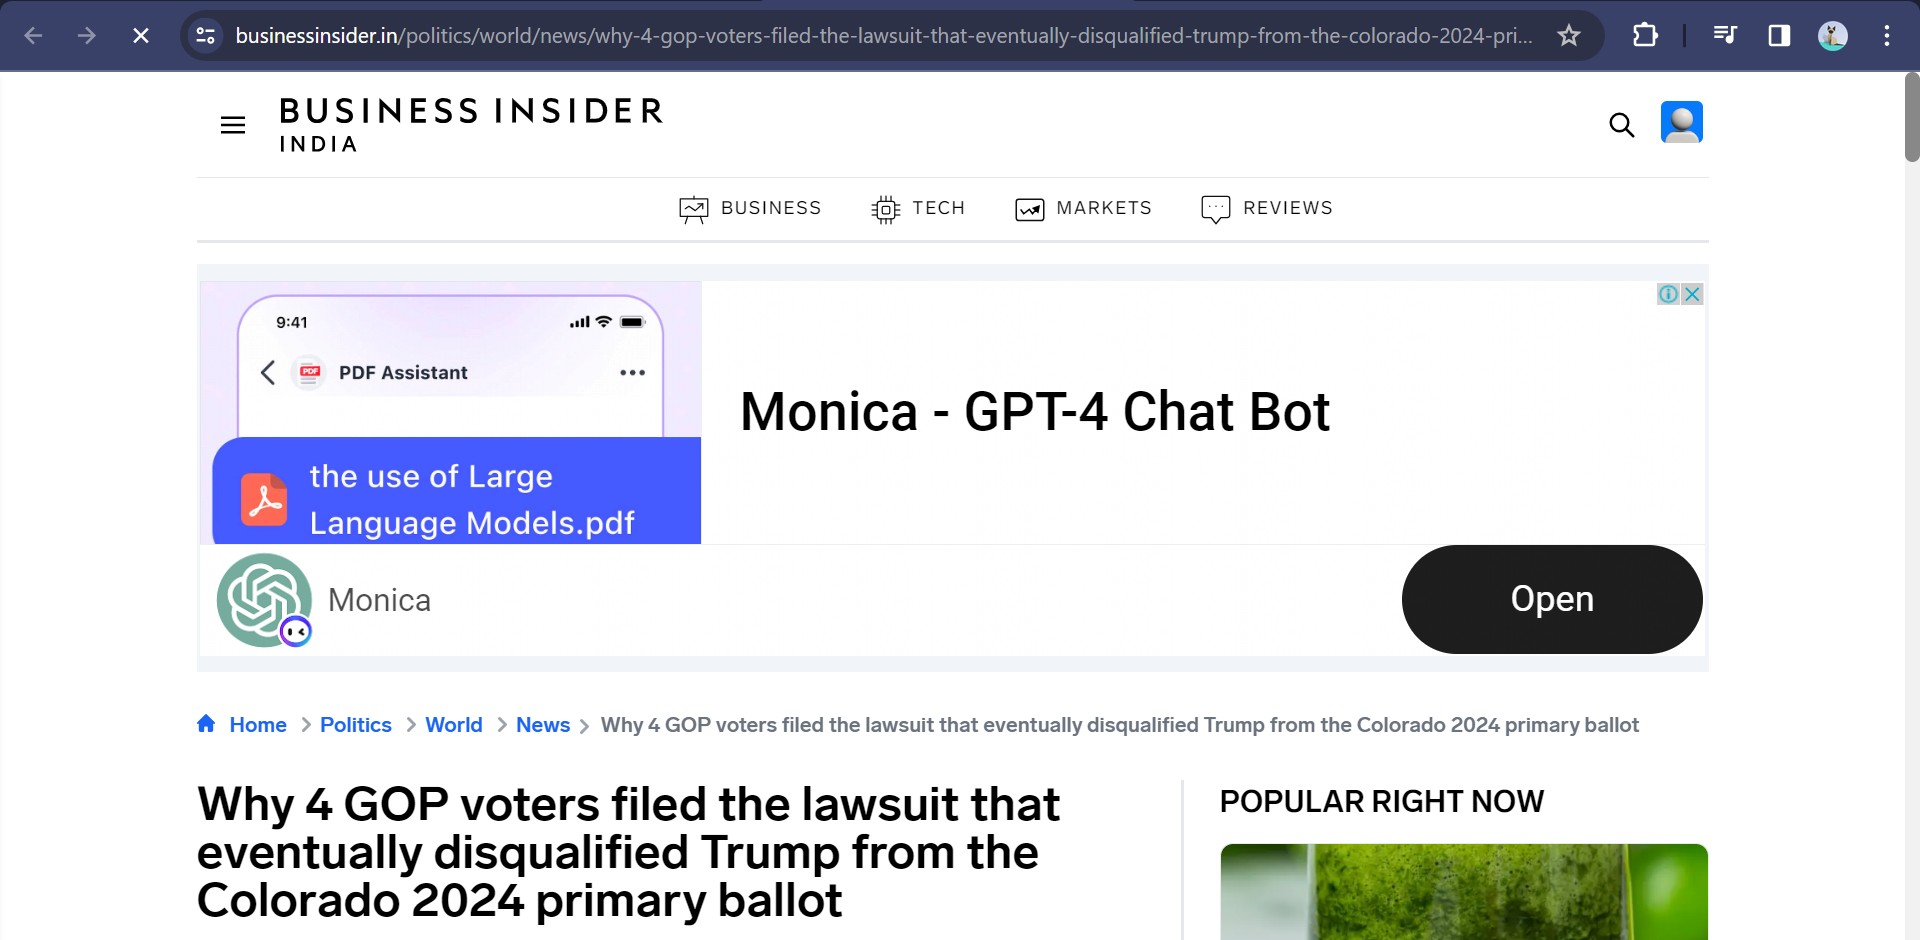 businessinsider.in/politics/world/news/why-4-gop-voters-filed-the-lawsuit-that-eventually-disqualified-trump-from-the-colorado-2024-pri...
BUSINESS INSIDER
INDIA
BUSINESS
TECH
MARKETS
REVIEWS
9:41
PDF
PDF Assistant
the use of Large
Language Models.pdf
Monica - GPT-4 Chat Bot
Monica
Open
Home
Politics
World
News
Why 4 GOP voters filed the lawsuit that eventually disqualified Trump from the Colorado 2024 primary ballot
Why 4 GOP voters filed the lawsuit that
eventually disqualified Trump from the
Colorado 2024 primary ballot
POPULAR RIGHT NOW